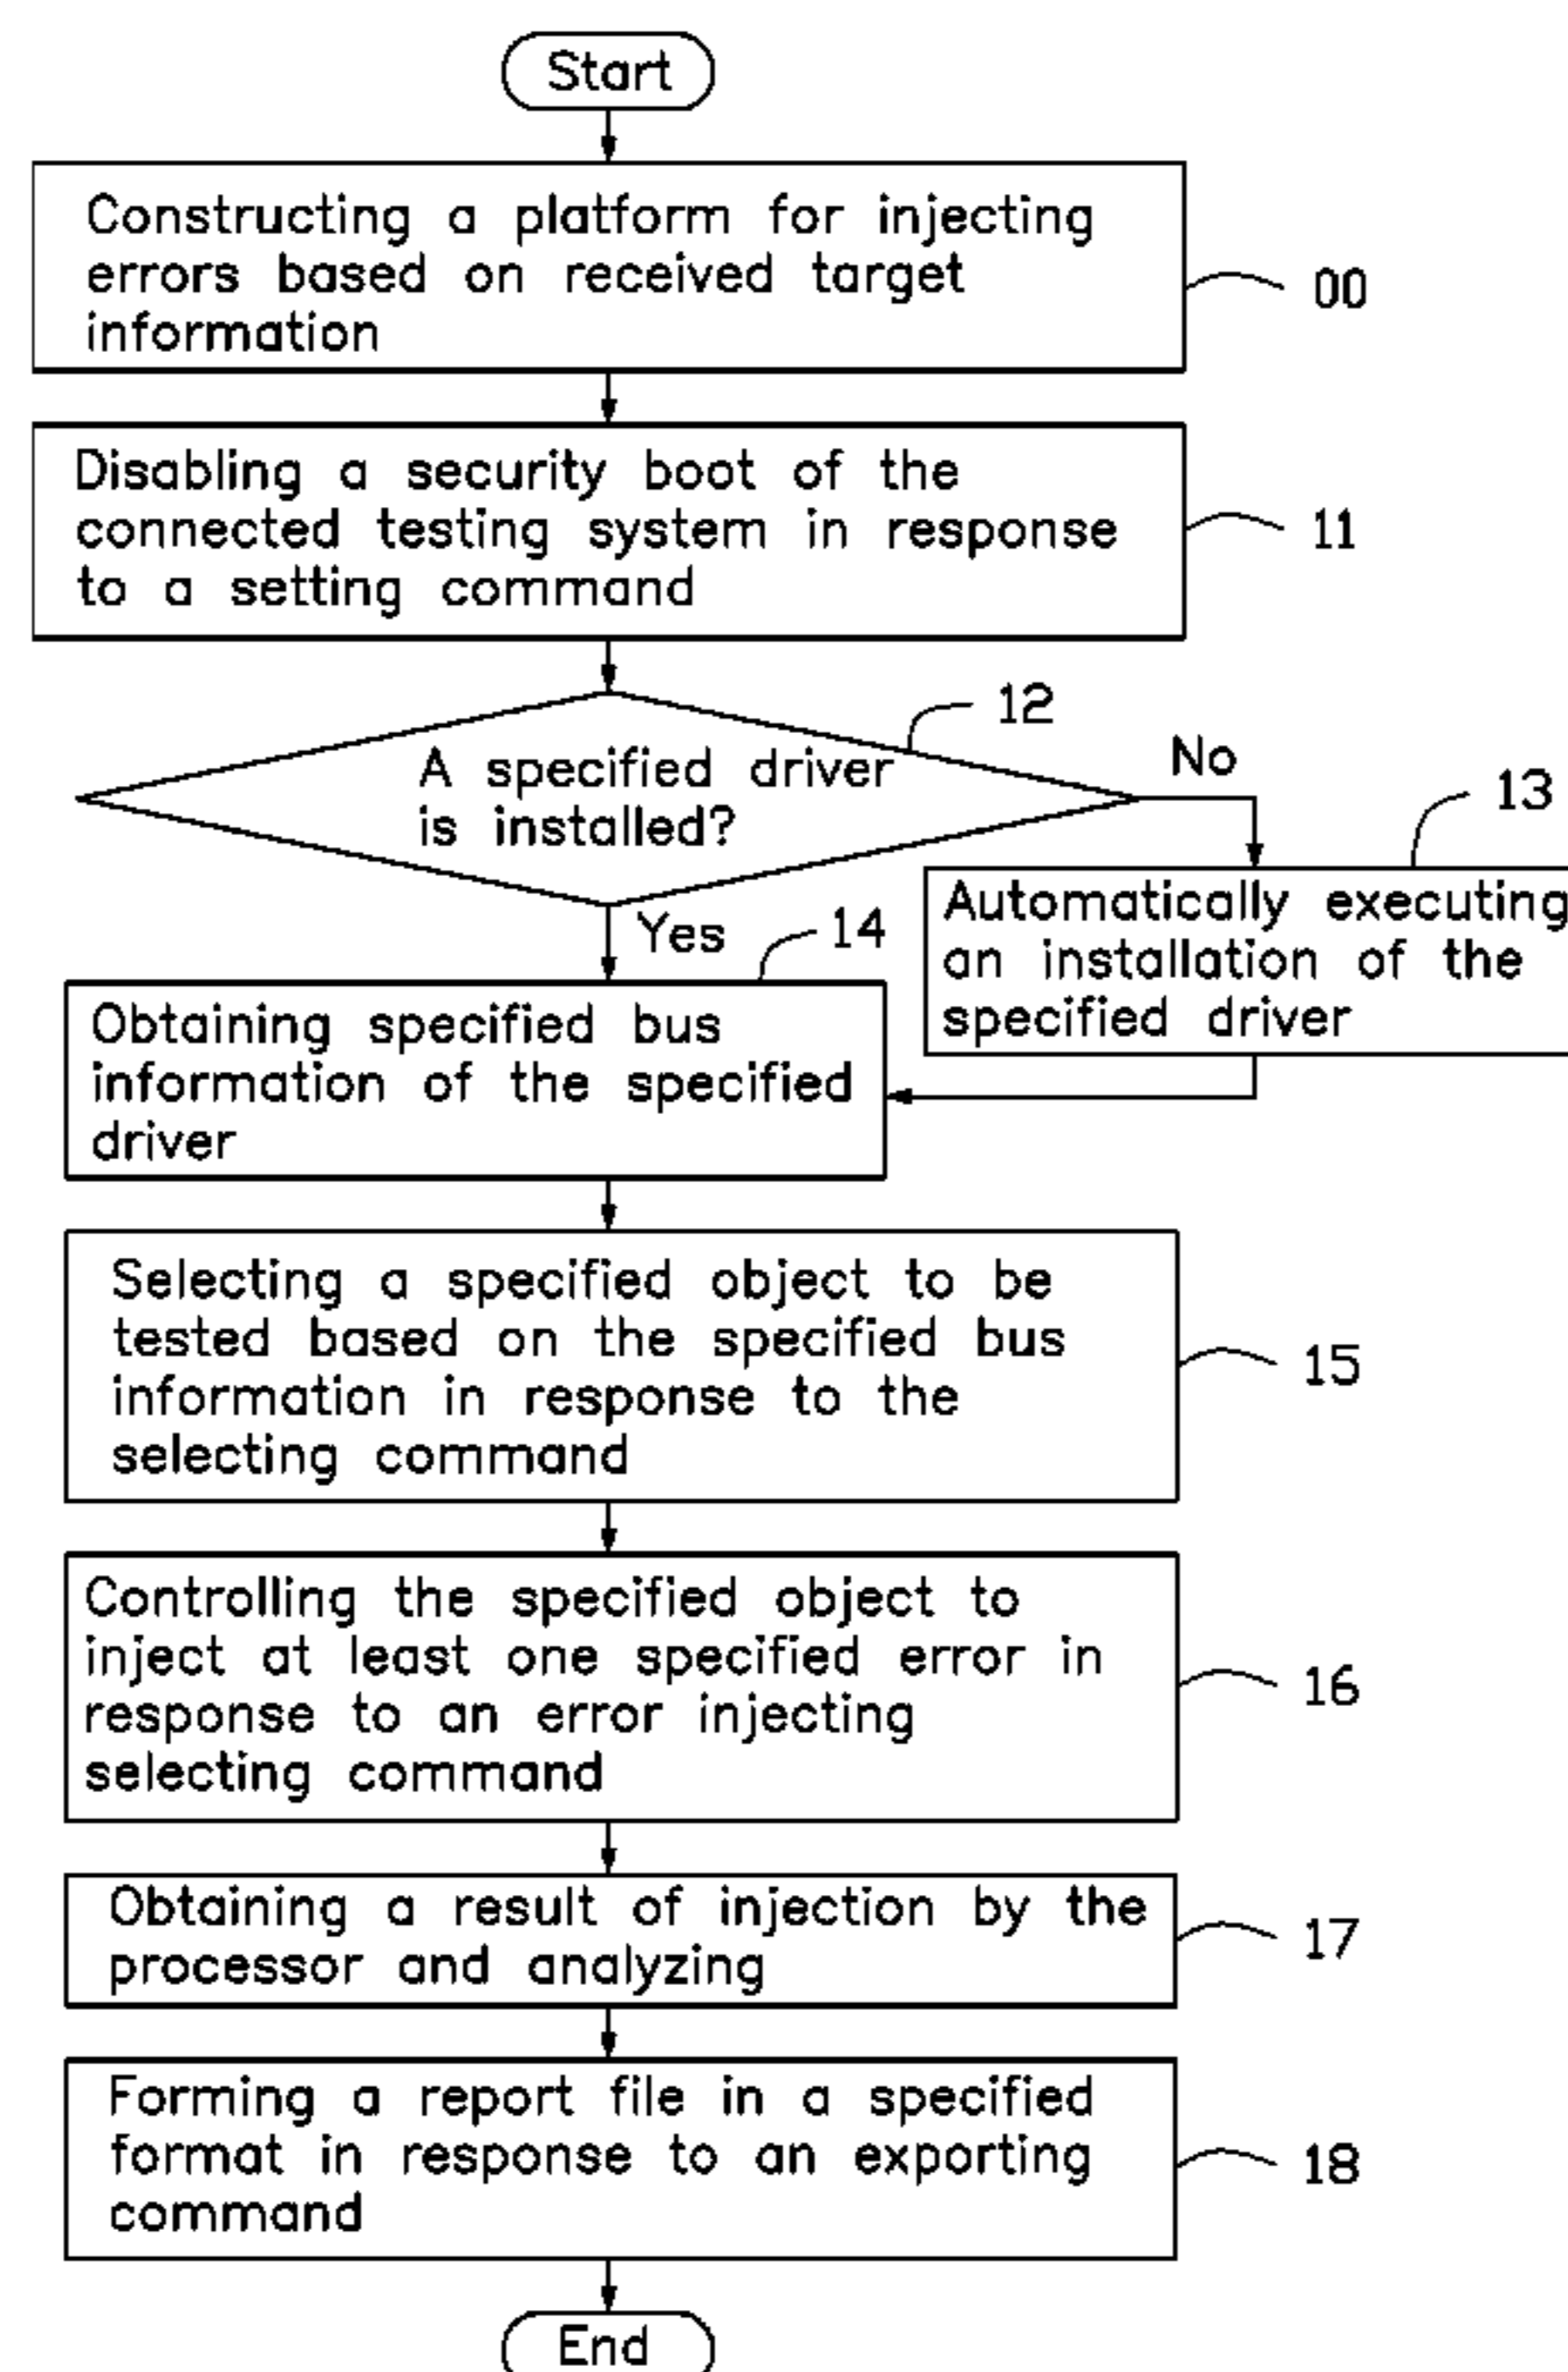 Start
Constructing a platform for injecting
errors based on received target
information
00
Disabling a security boot of the
connected testing system in response
to a setting command
11
12
A specified driver
is installed?
No
13
Automatically executing
an installation of the
specified driver
Yes
14
Obtaining specified bus
information of the specified
driver
Selecting a specified object to be
tested based on the specified bus
information in response to the
selecting command
15
Controlling the specified object to
inject at least one specified error in
response to an error injecting
selecting command
16
Obtaining a result of injection by the
processor and analyzing
17
Forming a report file in a specified
format in response to an exporting
command
18
End